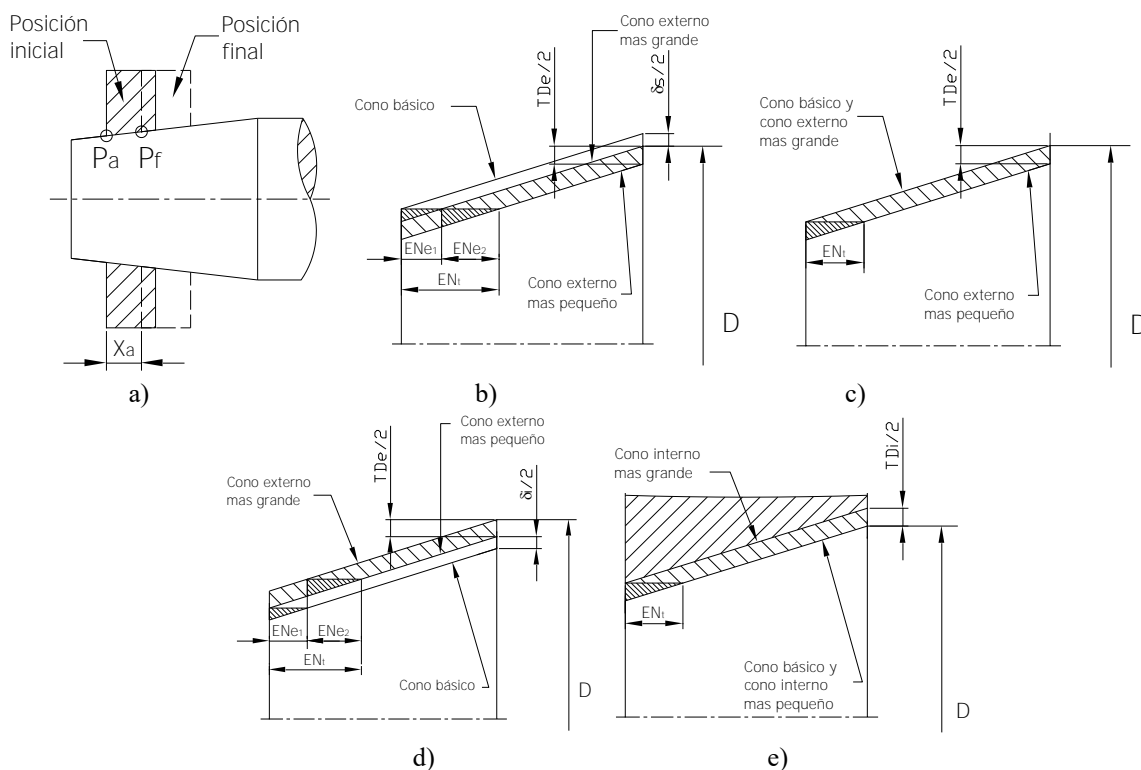 Posición
inicial
Posición
final
Pa
Pf
Xa
a)
Cono externo
mas grande
Cono básico
TDe/2
δs/2
ENe1
ENe2
ENt
Cono externo
mas pequeño
D
b)
Cono básico y
cono externo
mas grande
TDe/2
ENt
Cono externo
mas pequeño
D
c)
Cono externo
mas pequeño
Cono externo
mas grande
TDe/2
δi/2
ENe1
ENe2
ENt
Cono básico
D
d)
Cono interno
mas grande
TDi/2
ENt
Cono básico y
cono interno
mas pequeño
D
e)